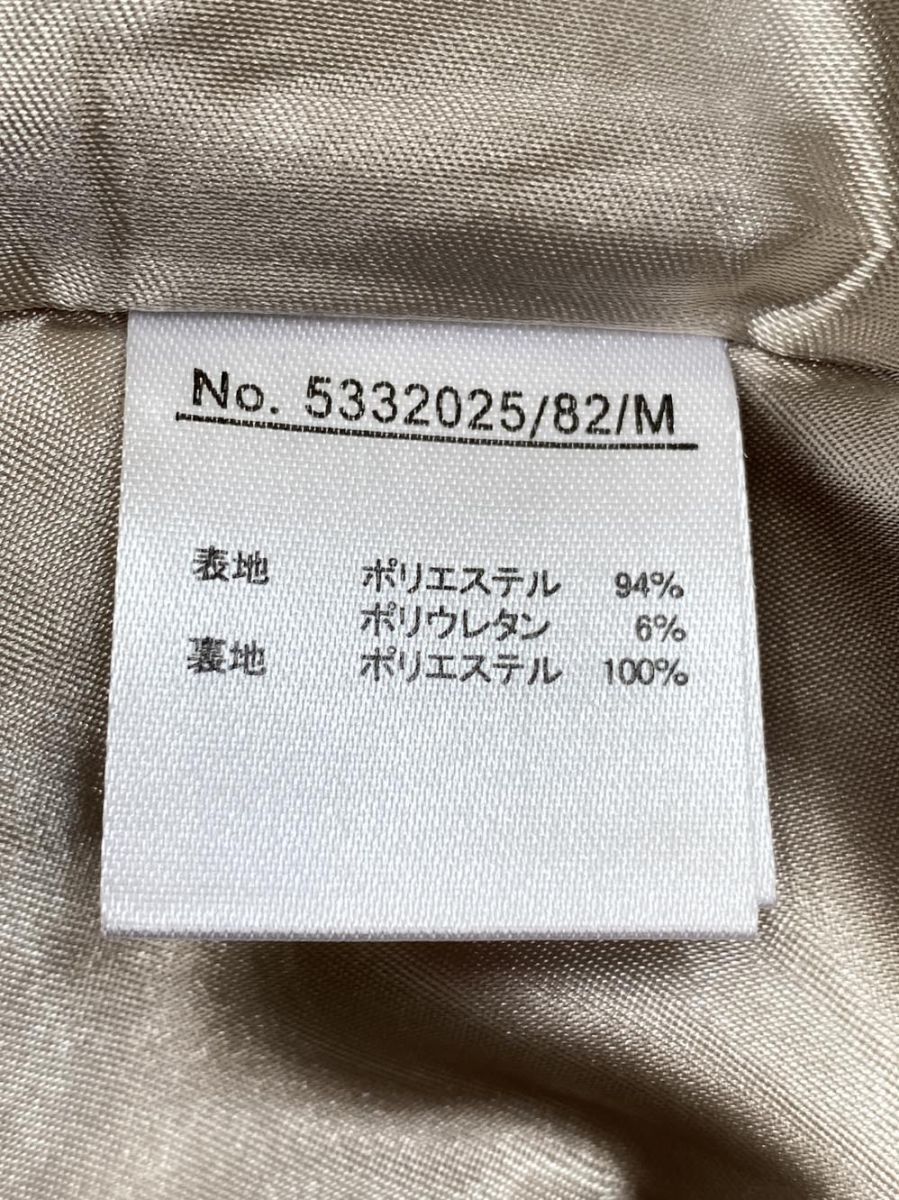 No. 5332025/82/M
表地 ポリエステル 94%
ポリウレタン 6%
裏地 ポリエステル 100%